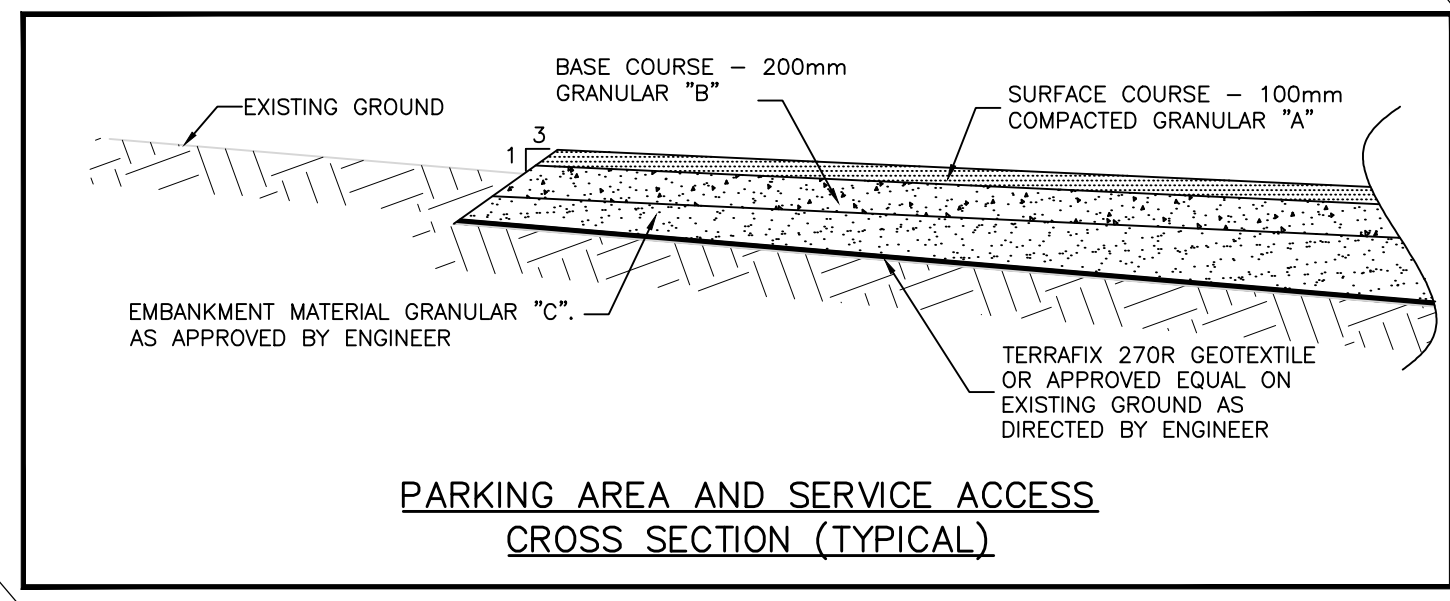 BASE COURSE – 200mm
GRANULAR "B"
EXISTING GROUND
SURFACE COURSE – 100mm
COMPACTED GRANULAR "A"
3
1
EMBANKMENT MATERIAL GRANULAR "C".
AS APPROVED BY ENGINEER
TERRAFIX 270R GEOTEXTILE
OR APPROVED EQUAL ON
EXISTING GROUND AS
DIRECTED BY ENGINEER
PARKING AREA AND SERVICE ACCESS
CROSS SECTION (TYPICAL)